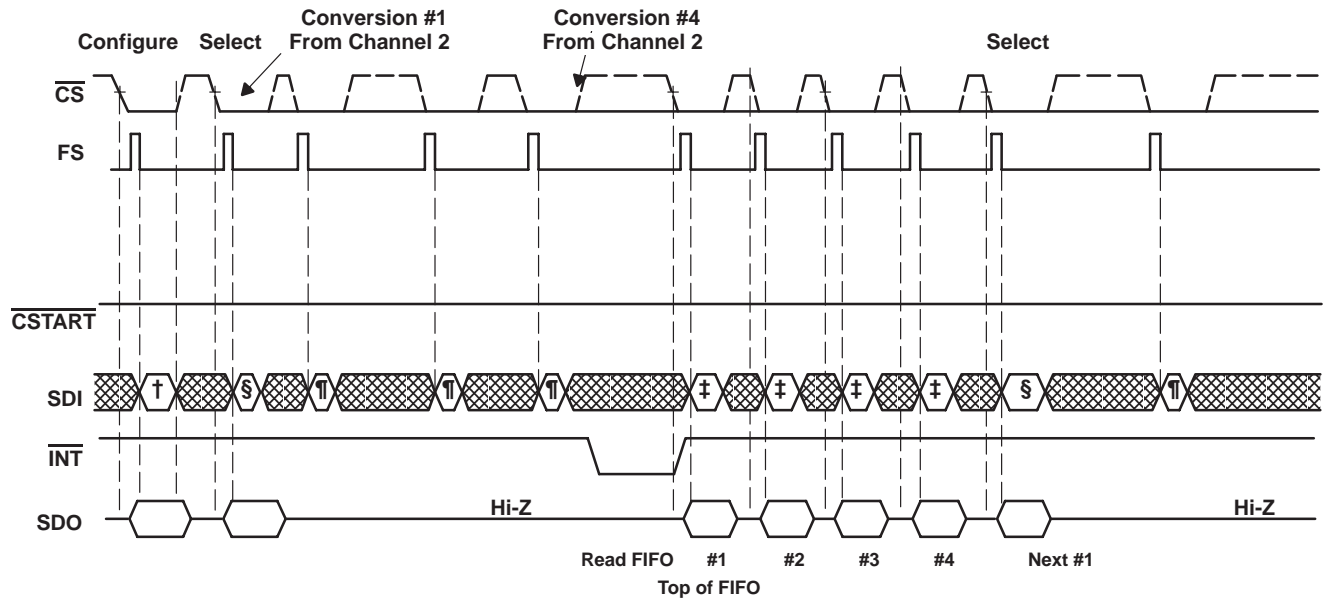 Conversion #1
From Channel 2
Conversion #4
From Channel 2
Configure
Select
Select
CS
FS
CSTART
SDI
†
§
¶
¶
¶
‡
‡
‡
‡
§
¶
INT
SDO
Hi-Z
Hi-Z
Read FIFO
#1
#2
#3
#4
Next #1
Top of FIFO